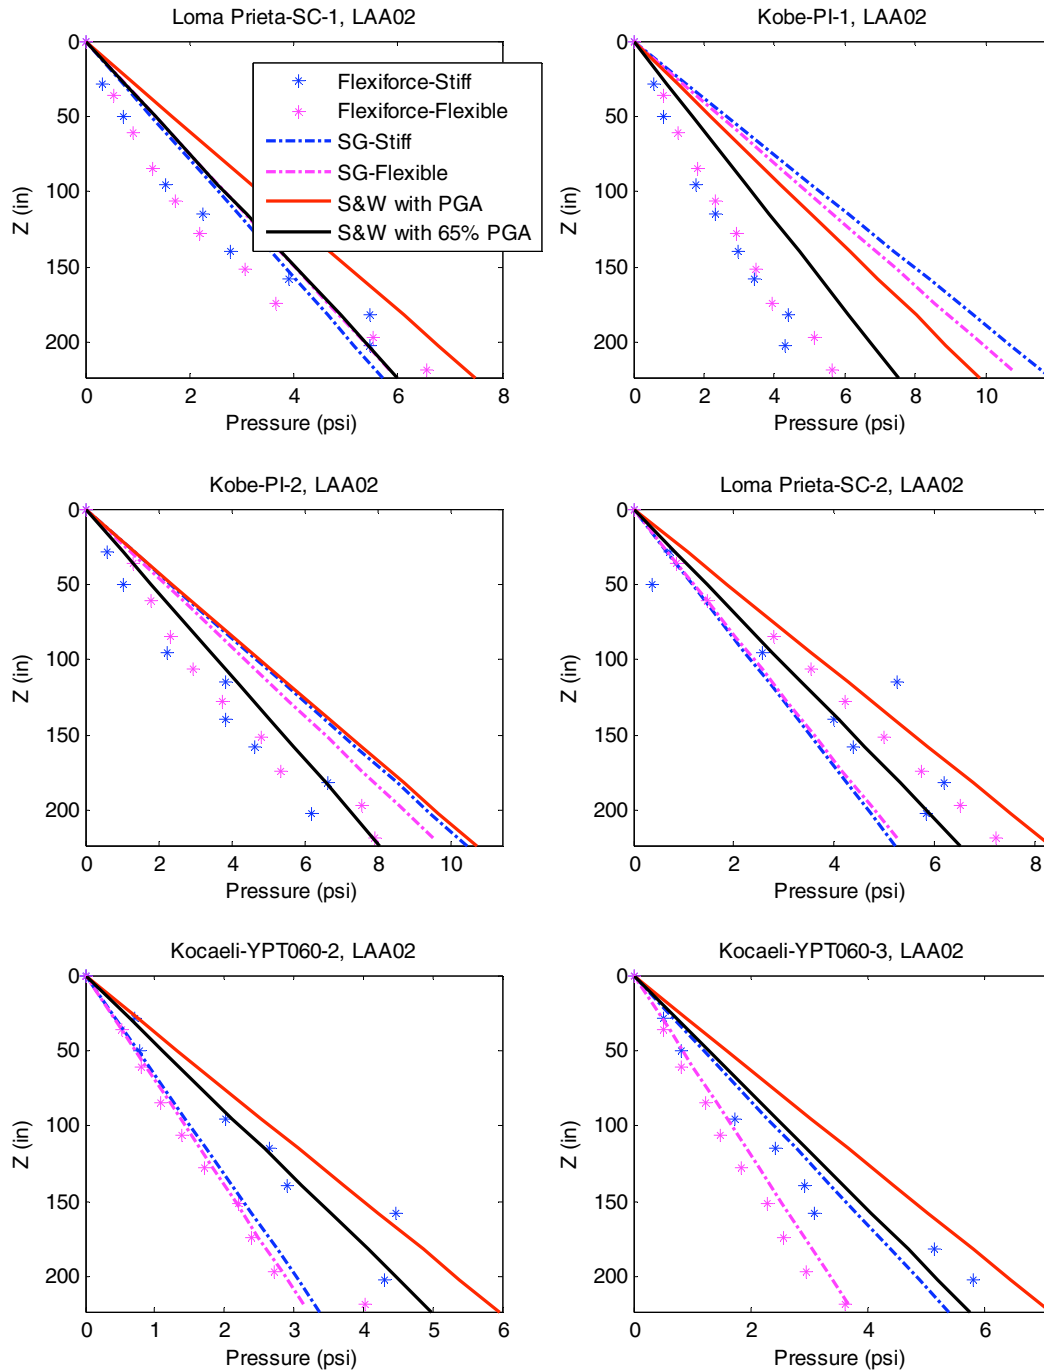 Loma Prieta-SC-1, LAA02
0
50
100
150
200
Z (in)
0 2 4 6 8
Pressure (psi)
Flexiforce-Stiff
Flexiforce-Flexible
SG-Stiff
SG-Flexible
S&W with PGA
S&W with 65% PGA
Kobe-PI-1, LAA02
0
50
100
150
200
Z (in)
0 2 4 6 8 10
Pressure (psi)
Kobe-PI-2, LAA02
0
50
100
150
200
Z (in)
0 2 4 6 8 10
Pressure (psi)
Loma Prieta-SC-2, LAA02
0
50
100
150
200
Z (in)
0 2 4 6 8
Pressure (psi)
Kocaeli-YPT060-2, LAA02
0
50
100
150
200
Z (in)
0 1 2 3 4 5 6
Pressure (psi)
Kocaeli-YPT060-3, LAA02
0
50
100
150
200
Z (in)
0 2 4 6
Pressure (psi)